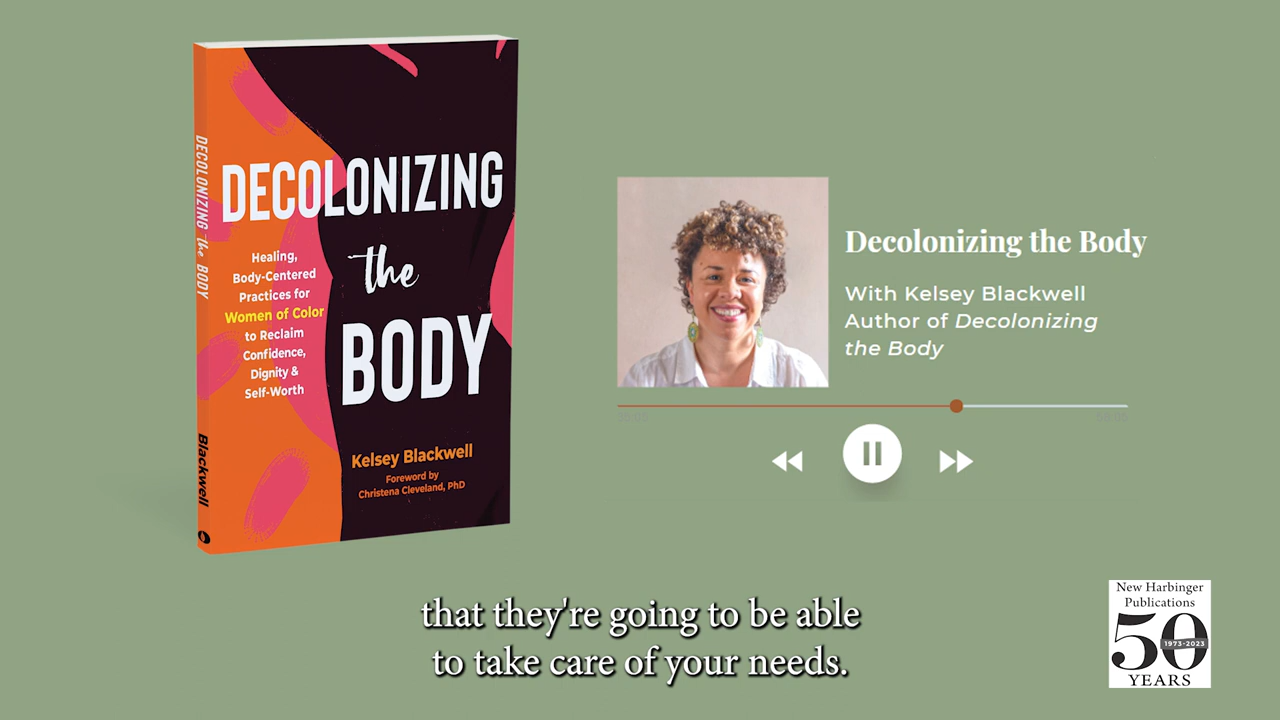 DECOLONIZING the BODY
Blackwell
DECOLONIZING
the
BODY
Healing,
Body-Centered
Practices for
Women of Color
to Reclaim
Confidence,
Dignity &
Self-Worth
Kelsey Blackwell
Foreword by
Christena Cleveland, PhD
Decolonizing the Body
With Kelsey Blackwell
Author of Decolonizing
the Body
that they're going to be able
to take care of your needs.
New Harbinger
Publications
50
1973-2023
YEARS